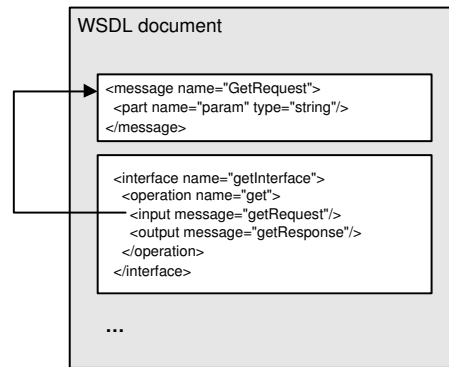 WSDL document
<message name="GetRequest">
<part name="param" type="string"/>
</message>
<interface name="getInterface">
<operation name="get">
<input message="getRequest"/>
<output message="getResponse"/>
</operation>
</interface>
...